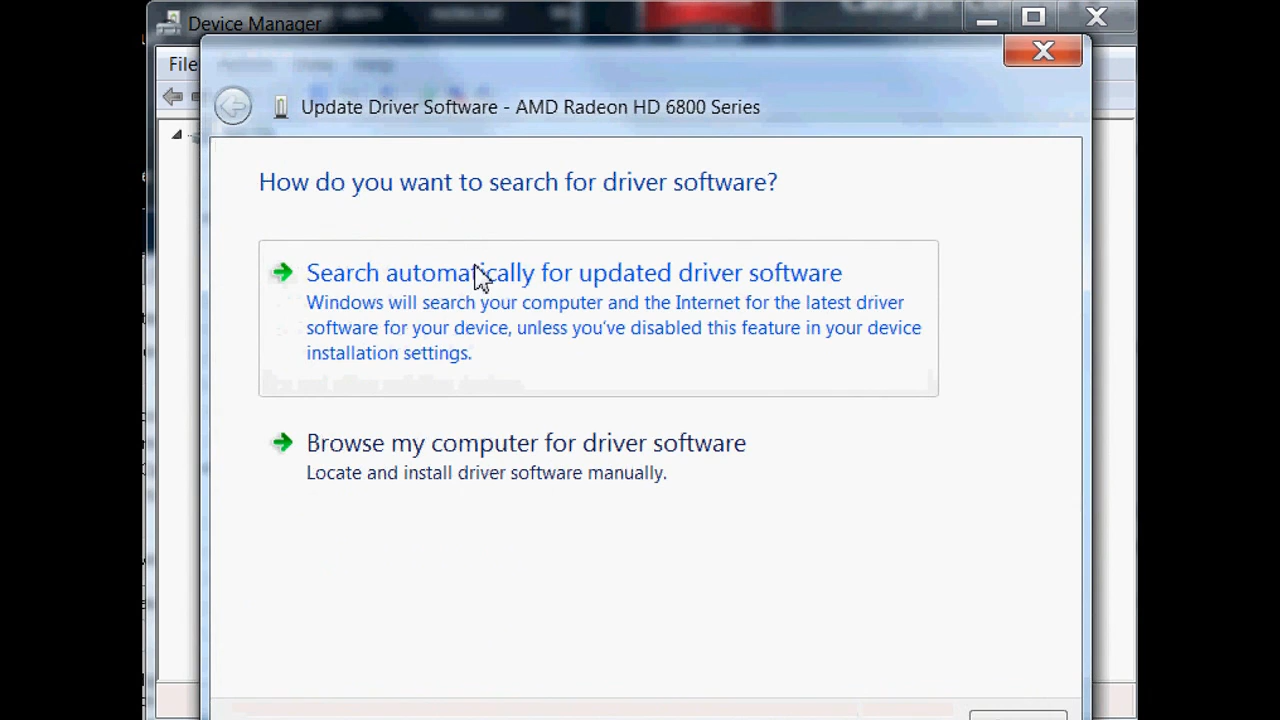 Device Manager
File
Update Driver Software - AMD Radeon HD 6800 Series
How do you want to search for driver software?
Search automatically for updated driver software
Windows will search your computer and the Internet for the latest driver
software for your device, unless you've disabled this feature in your device
installation settings.
Browse my computer for driver software
Locate and install driver software manually.